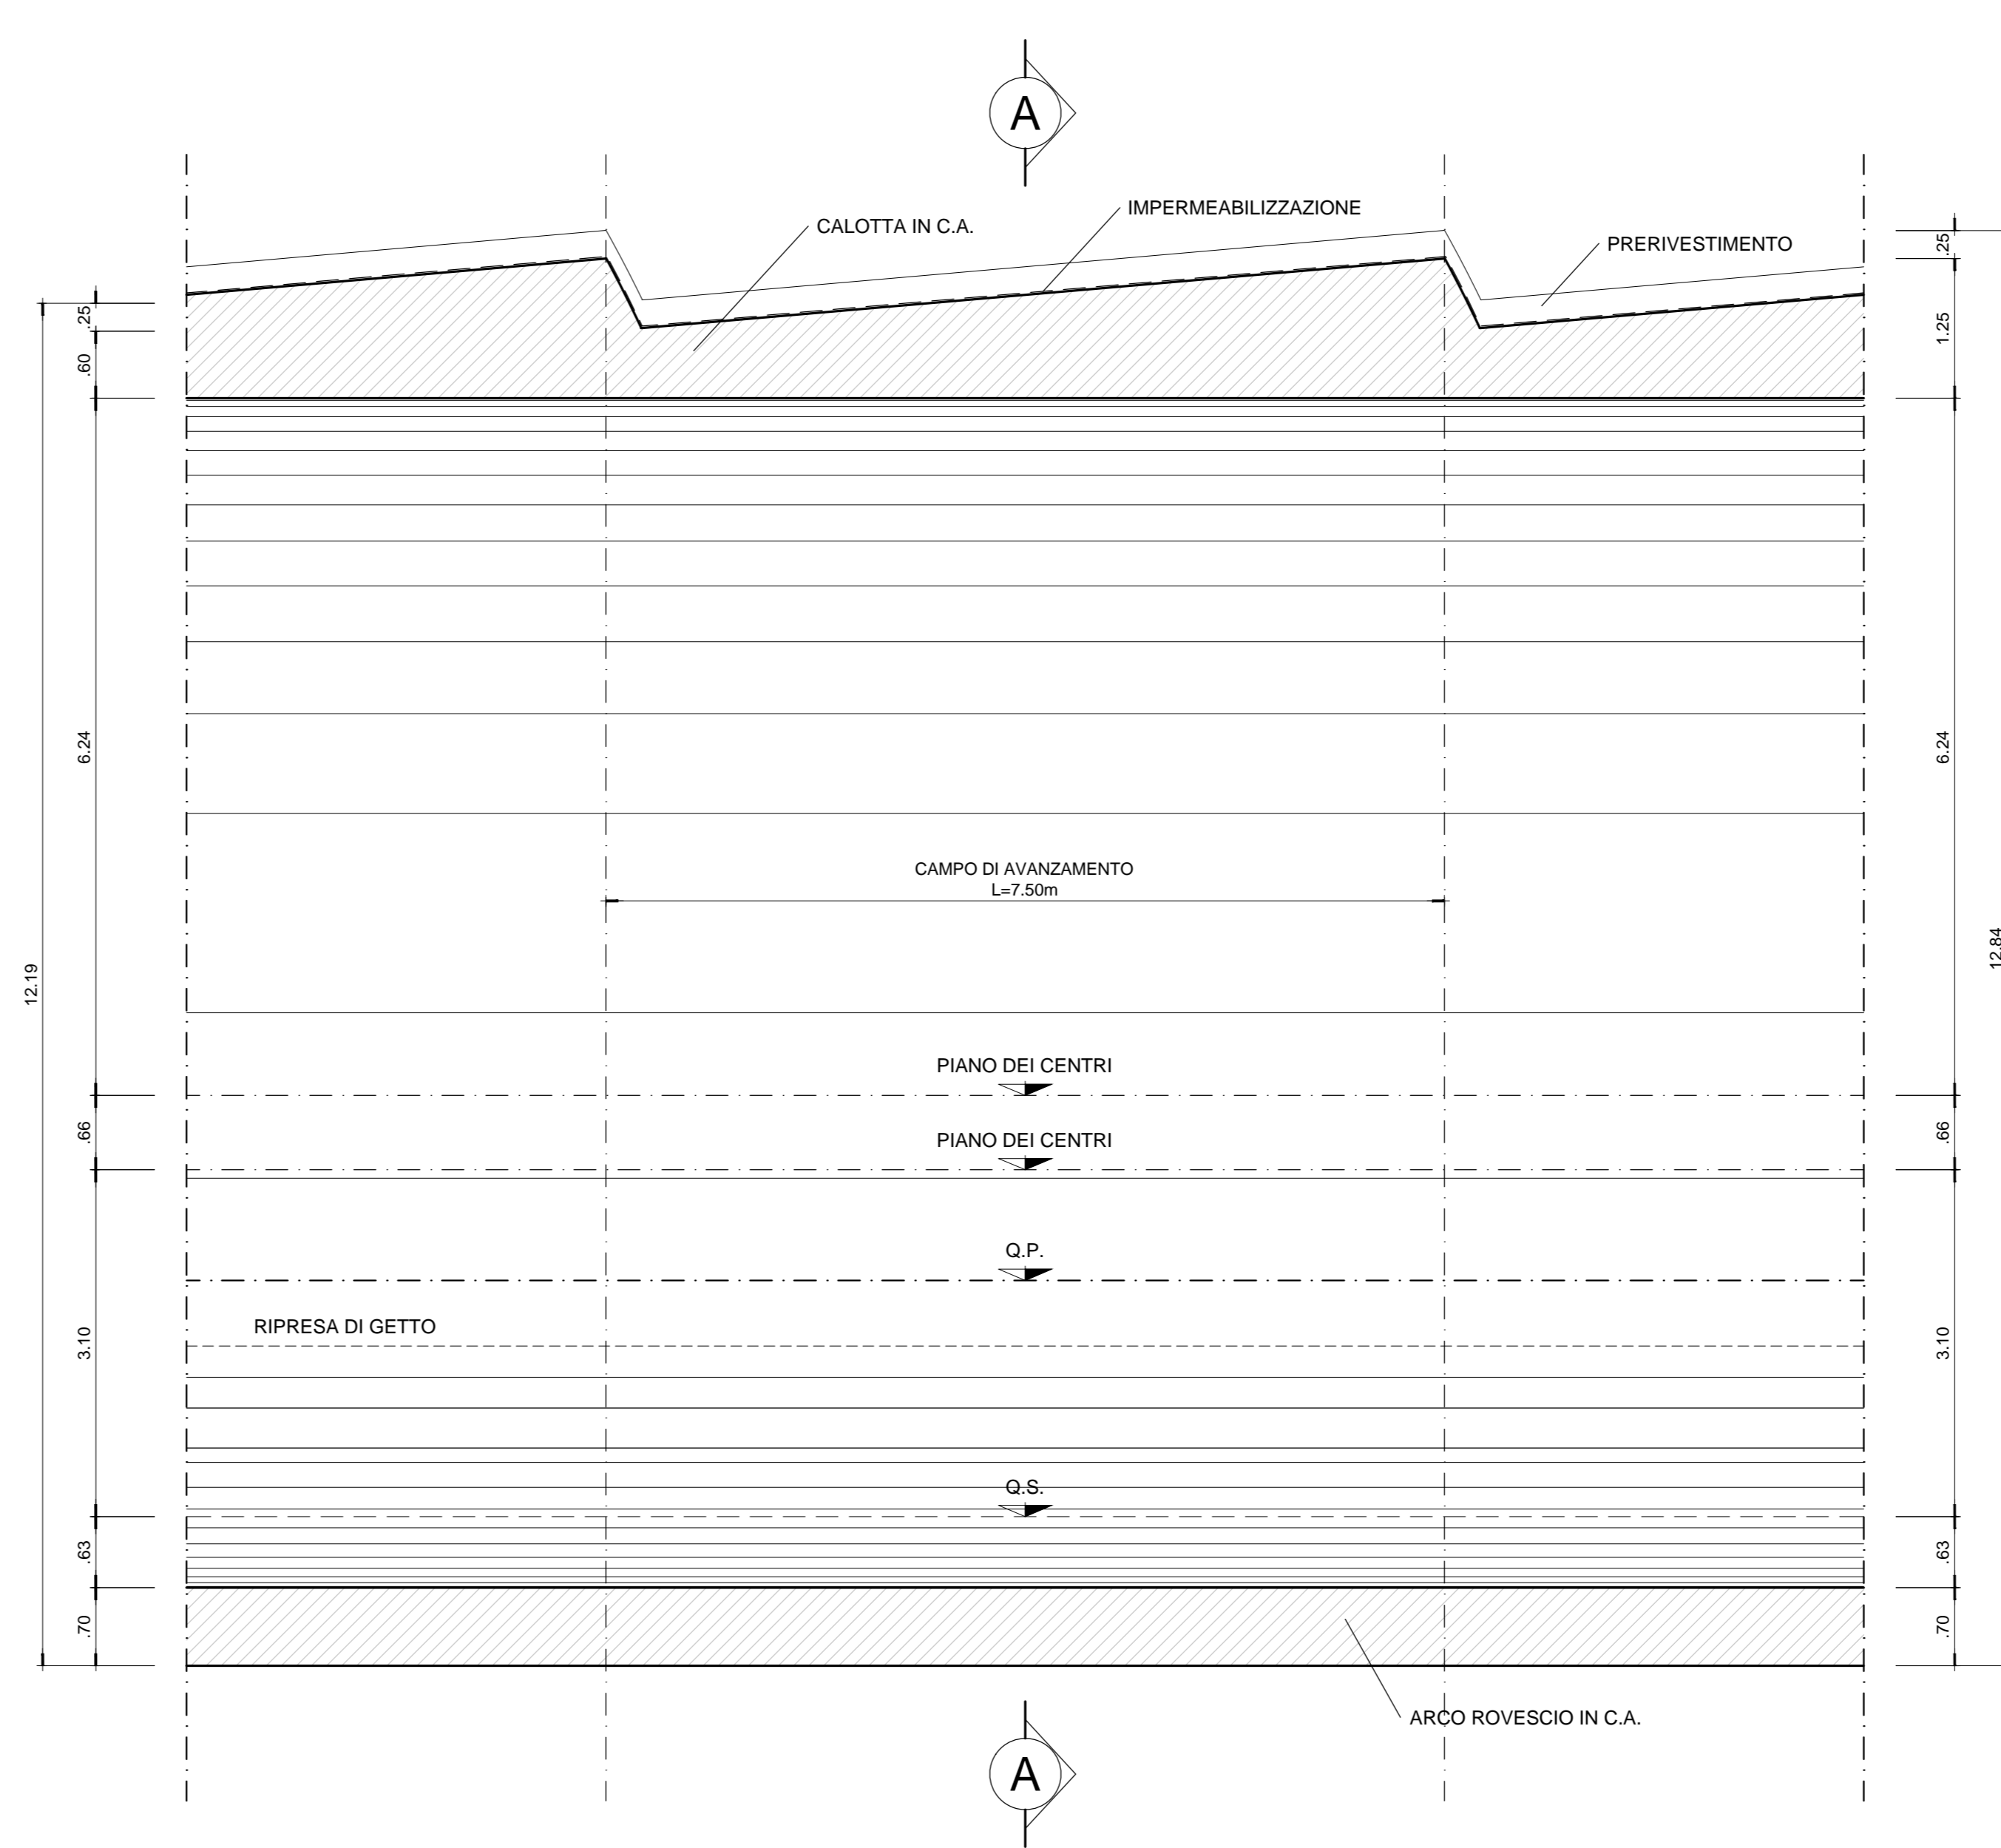 A
IMPERMEABILIZZAZIONE
CALOTTA IN C.A.
PRERIVESTIMENTO
.25
1.25
.25
.60
6.24
6.24
CAMPO DI AVANZAMENTO
L=7.50m
12.19
12.84
PIANO DEI CENTRI
.66
.66
PIANO DEI CENTRI
Q.P.
RIPRESA DI GETTO
3.10
3.10
Q.S.
.63
.63
.70
.70
ARCO ROVESCIO IN C.A.
A